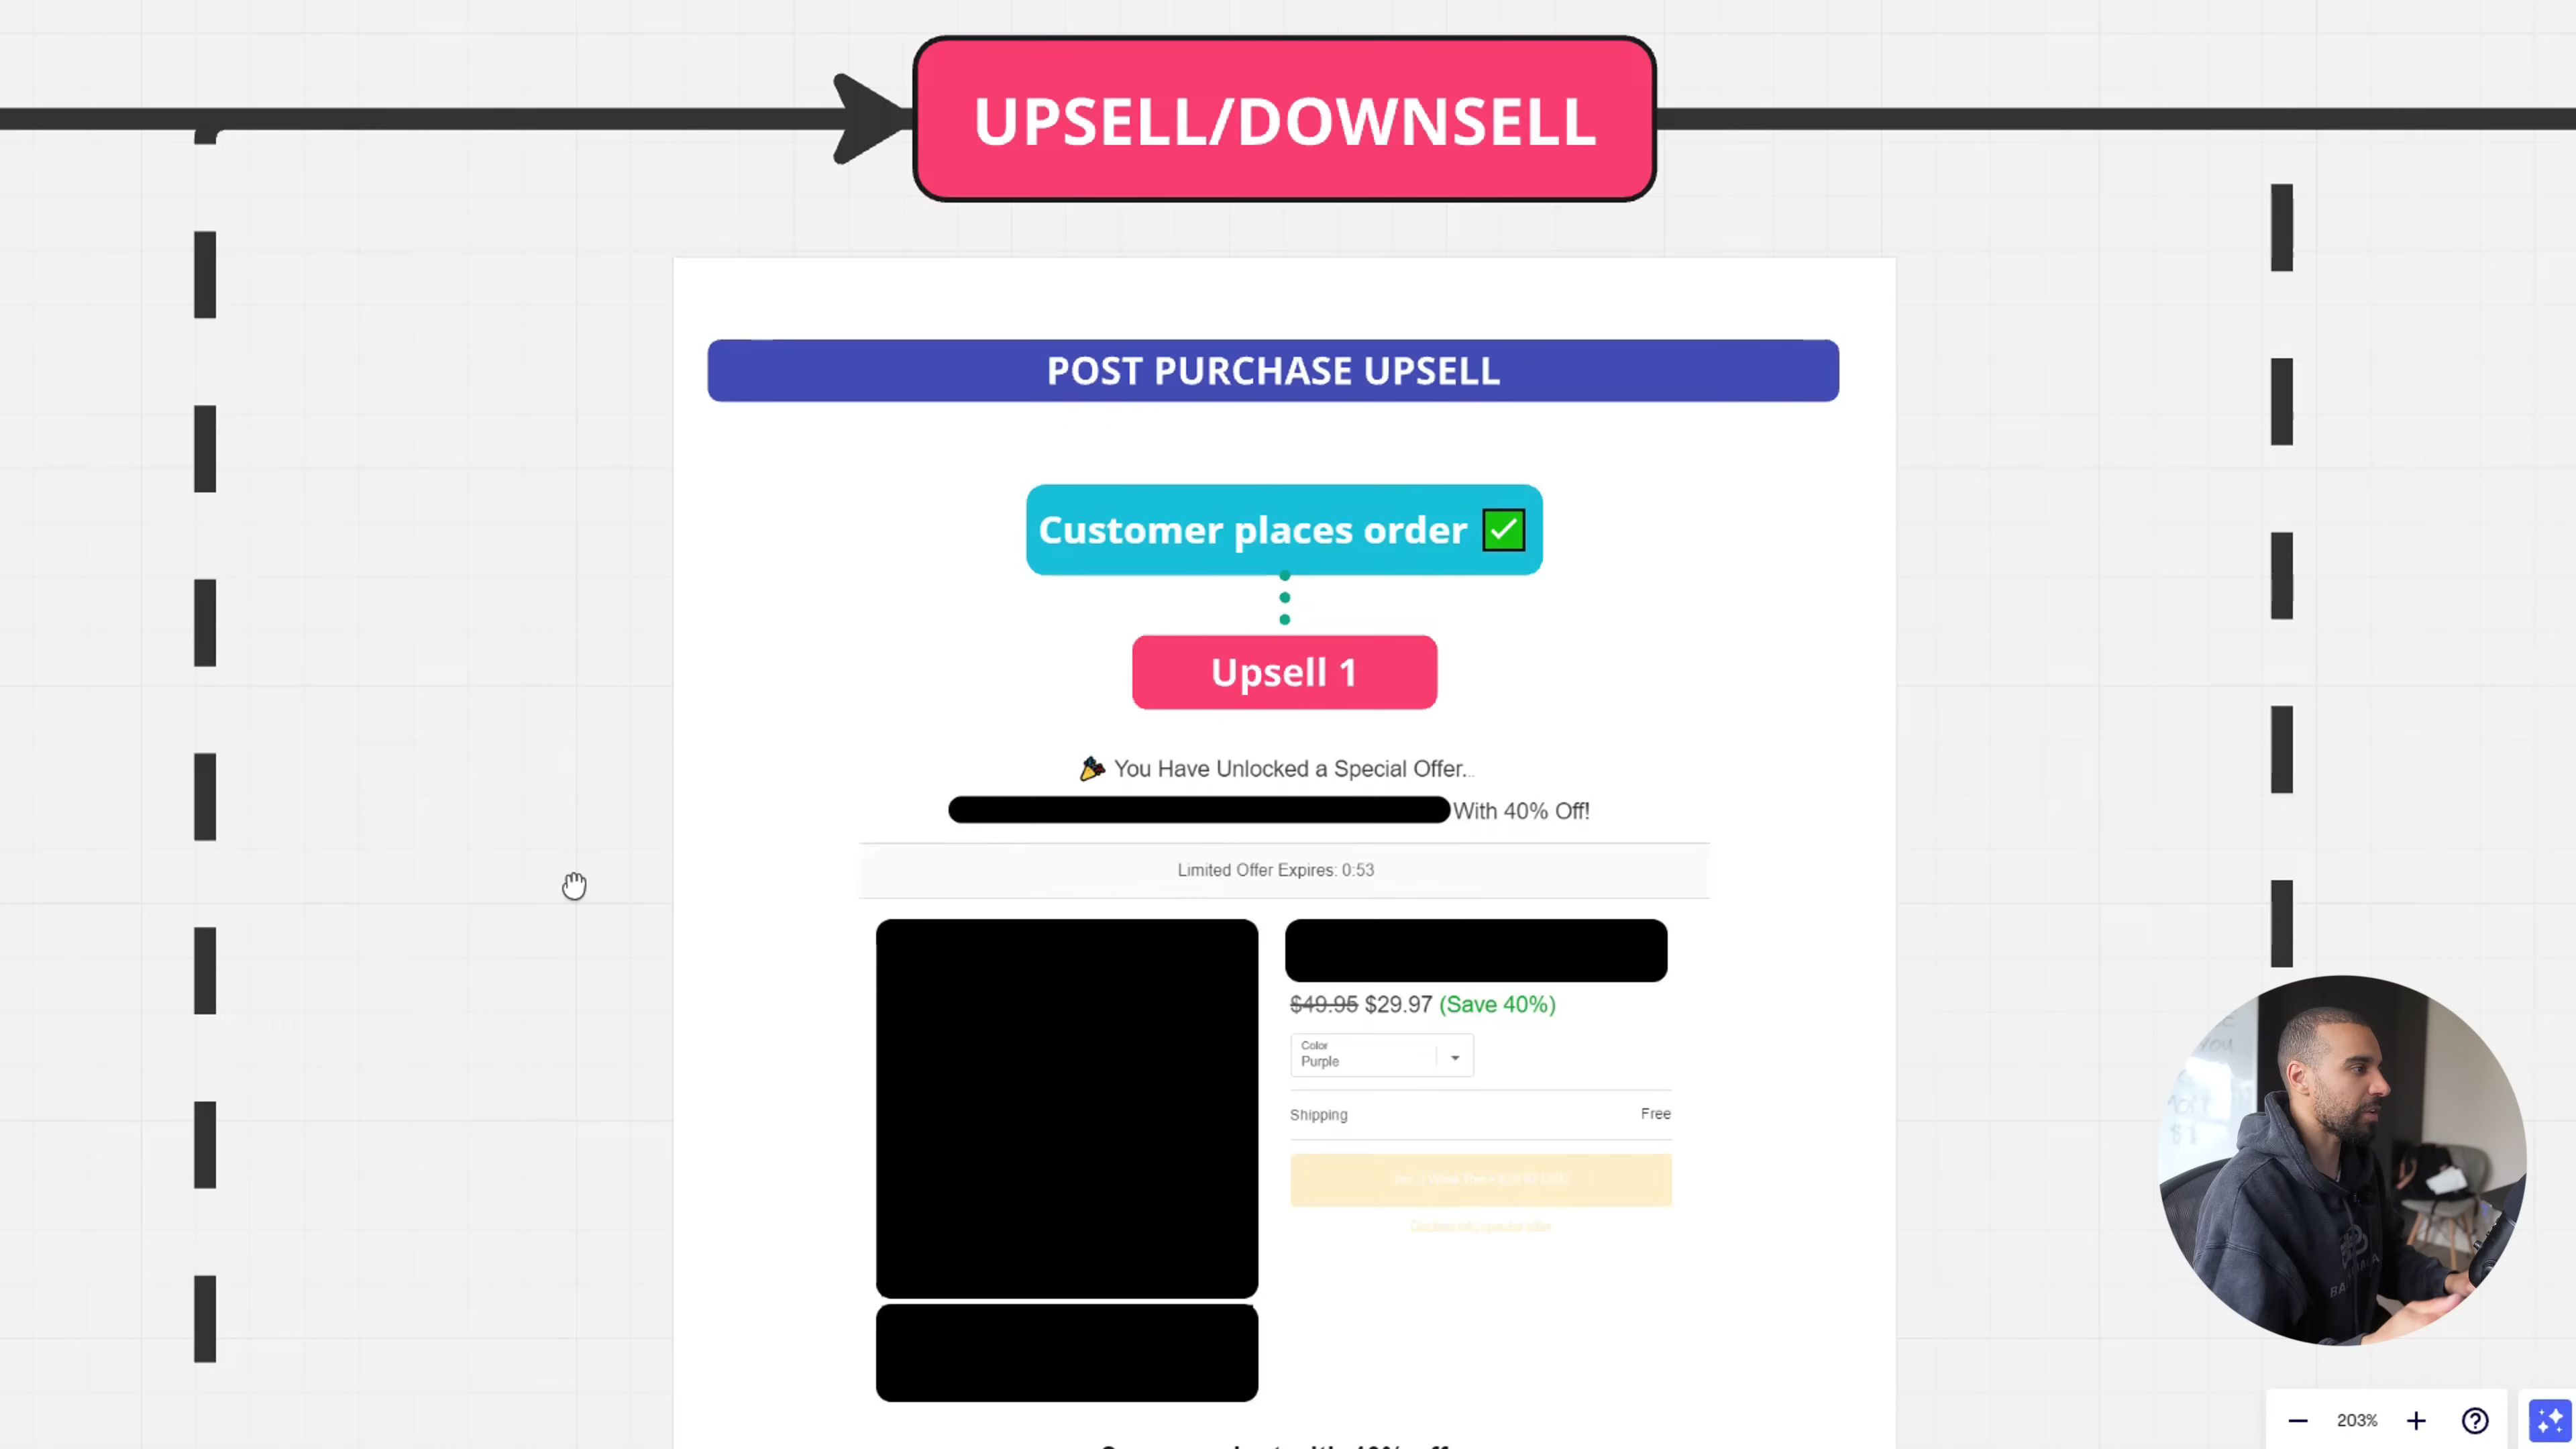 UPSELL/DOWNSELL
POST PURCHASE UPSELL
Customer places order
Upsell 1
You Have Unlocked a Special Offer...
With 40% Off!
Limited Offer Expires: 0:53
$49.95 $29.97 (Save 40%)
Color
Purple
Shipping Free
203%